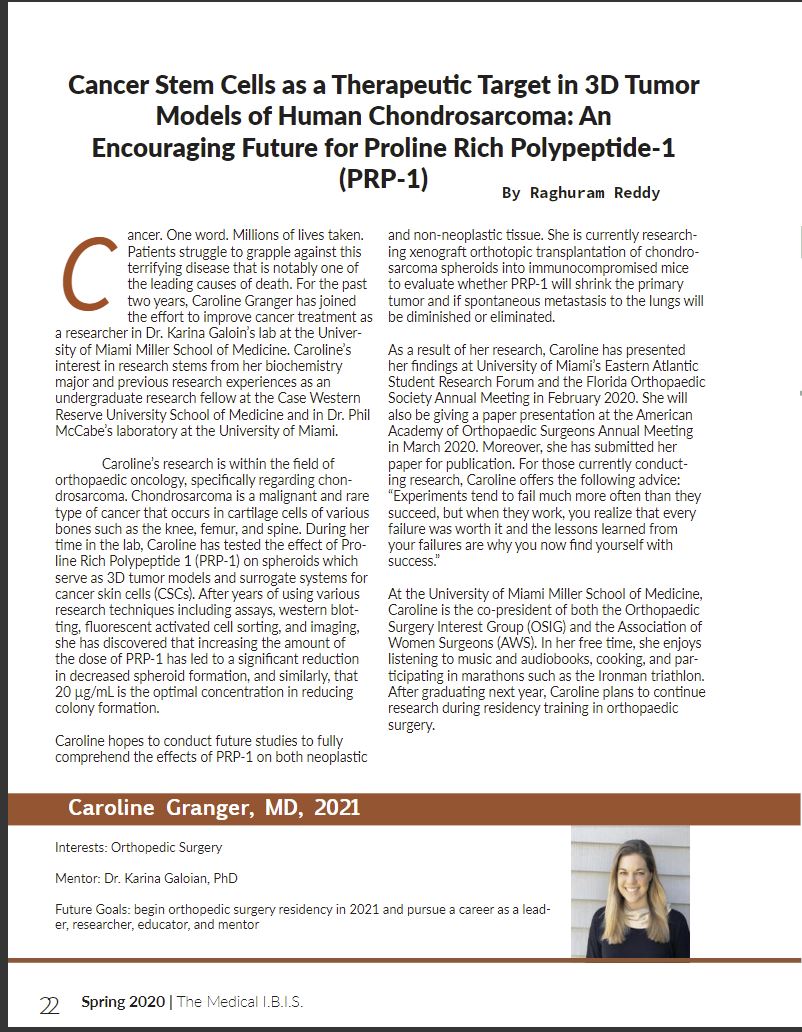 Cancer Stem Cells as a Therapeutic Target in 3D Tumor
Models of Human Chondrosarcoma: An
Encouraging Future for Proline Rich Polypeptide-1
(PRP-1)
By Raghuram Reddy
Cancer. One word. Millions of lives taken.
Patients struggle to grapple against this
terrifying disease that is notably one of
the leading causes of death. For the past
two years, Caroline Granger has joined
the effort to improve cancer treatment as
a researcher in Dr. Karina Galoin's lab at the Univer-
sity of Miami Miller School of Medicine. Caroline's
interest in research stems from her biochemistry
major and previous research experiences as an
undergraduate research fellow at the Case Western
Reserve University School of Medicine and in Dr. Phil
McCabe's laboratory at the University of Miami.
Caroline's research is within the field of
orthopaedic oncology, specifically regarding chon-
drosarcoma. Chondrosarcoma is a malignant and rare
type of cancer that occurs in cartilage cells of various
bones such as the knee, femur, and spine. During her
time in the lab, Caroline has tested the effect of Pro-
line Rich Polypeptide 1 (PRP-1) on spheroids which
serve as 3D tumor models and surrogate systems for
cancer skin cells (CSCs). After years of using various
research techniques including assays, western blot-
ting, fluorescent activated cell sorting, and imaging,
she has discovered that increasing the amount of
the dose of PRP-1 has led to a significant reduction
in decreased spheroid formation, and similarly, that
20 µg/mL is the optimal concentration in reducing
colony formation.
Caroline hopes to conduct future studies to fully
comprehend the effects of PRP-1 on both neoplastic
and non-neoplastic tissue. She is currently research-
ing xenograft orthotopic transplantation of chondro-
sarcoma spheroids into immunocompromised mice
to evaluate whether PRP-1 will shrink the primary
tumor and if spontaneous metastasis to the lungs will
be diminished or eliminated.
As a result of her research, Caroline has presented
her findings at University of Miami's Eastern Atlantic
Student Research Forum and the Florida Orthopaedic
Society Annual Meeting in February 2020. She will
also be giving a paper presentation at the American
Academy of Orthopaedic Surgeons Annual Meeting
in March 2020. Moreover, she has submitted her
paper for publication. For those currently conduct-
ing research, Caroline offers the following advice:
"Experiments tend to fail much more often than they
succeed, but when they work, you realize that every
failure was worth it and the lessons learned from
your failures are why you now find yourself with
success."
At the University of Miami Miller School of Medicine,
Caroline is the co-president of both the Orthopaedic
Surgery Interest Group (OSIG) and the Association of
Women Surgeons (AWS). In her free time, she enjoys
listening to music and audiobooks, cooking, and par-
ticipating in marathons such as the Ironman triathlon.
After graduating next year, Caroline plans to continue
research during residency training in orthopaedic
surgery.
Caroline Granger, MD, 2021
Interests: Orthopedic Surgery
Mentor: Dr. Karina Galoian, PhD
Future Goals: begin orthopedic surgery residency in 2021 and pursue a career as a lead-
er, researcher, educator, and mentor
22 Spring 2020 | The Medical I.B.I.S.